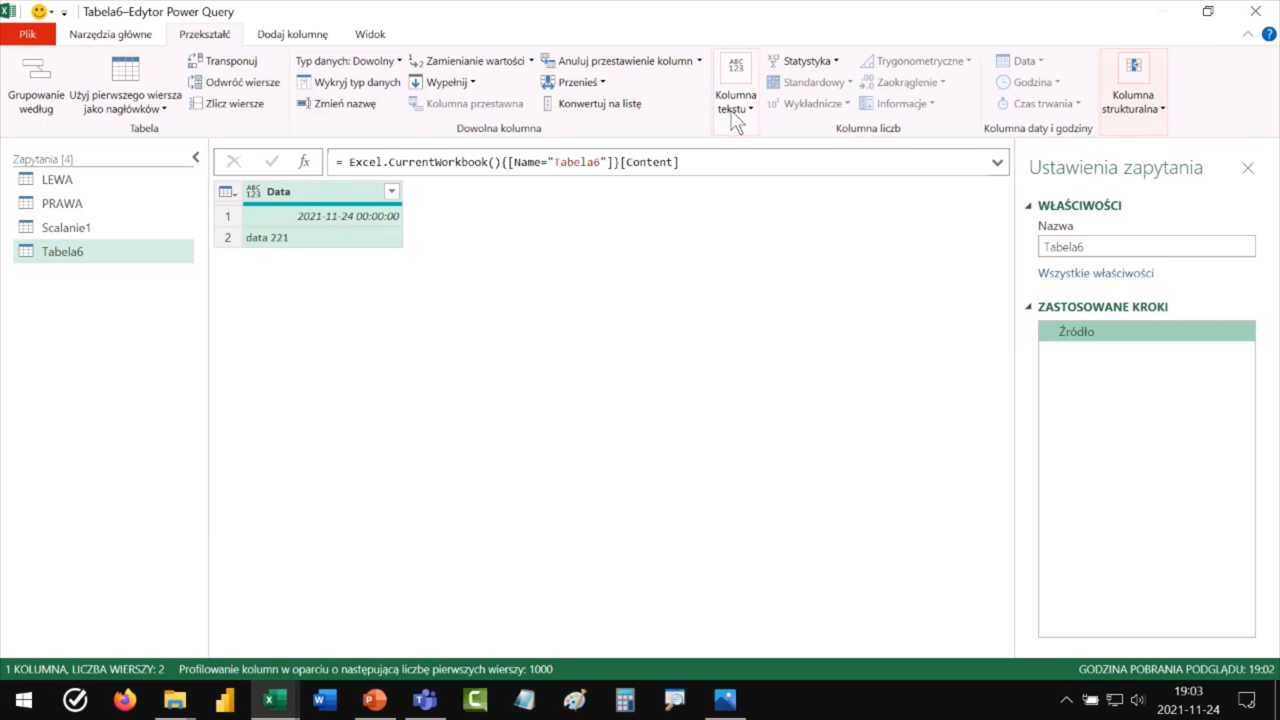 Tabela6–Edytor Power Query
Plik
Narzędzia główne
Przekształć
Dodaj kolumnę
Widok
Grupowanie według
Użyj pierwszego wiersza jako nagłówków
Transponuj
Odwróć wiersze
Zlicz wiersze
Tabela
Typ danych: Dowolny
Wykryj typ danych
Zmień nazwę
Zamienianie wartości
Wypełnij
Kolumna przestawna
Anuluj przestawienie kolumn
Przenieś
Konwertuj na listę
Dowolna kolumna
ABC
123
Kolumna tekstu
Statystyka
Standardowy
Wykładnicze
Trygonometryczne
Zaokrąglenie
Informacje
Kolumna liczb
Data
Godzina
Czas trwania
Kolumna daty i godziny
Kolumna strukturalna
Zapytania [4]
LEWA
PRAWA
Scalanie1
Tabela6
fx
= Excel.CurrentWorkbook(){[Name="Tabela6"]}[Content]
ABC
123
Data
1
2021-11-24 00:00:00
2
data 221
Ustawienia zapytania
WŁAŚCIWOŚCI
Nazwa
Tabela6
Wszystkie właściwości
ZASTOSOWANE KROKI
Źródło
1 KOLUMNA, LICZBA WIERSZY: 2
Profilowanie kolumn w oparciu o następującą liczbę pierwszych wierszy: 1000
GODZINA POBRANIA PODGLĄDU: 19:02
19:03
2021-11-24